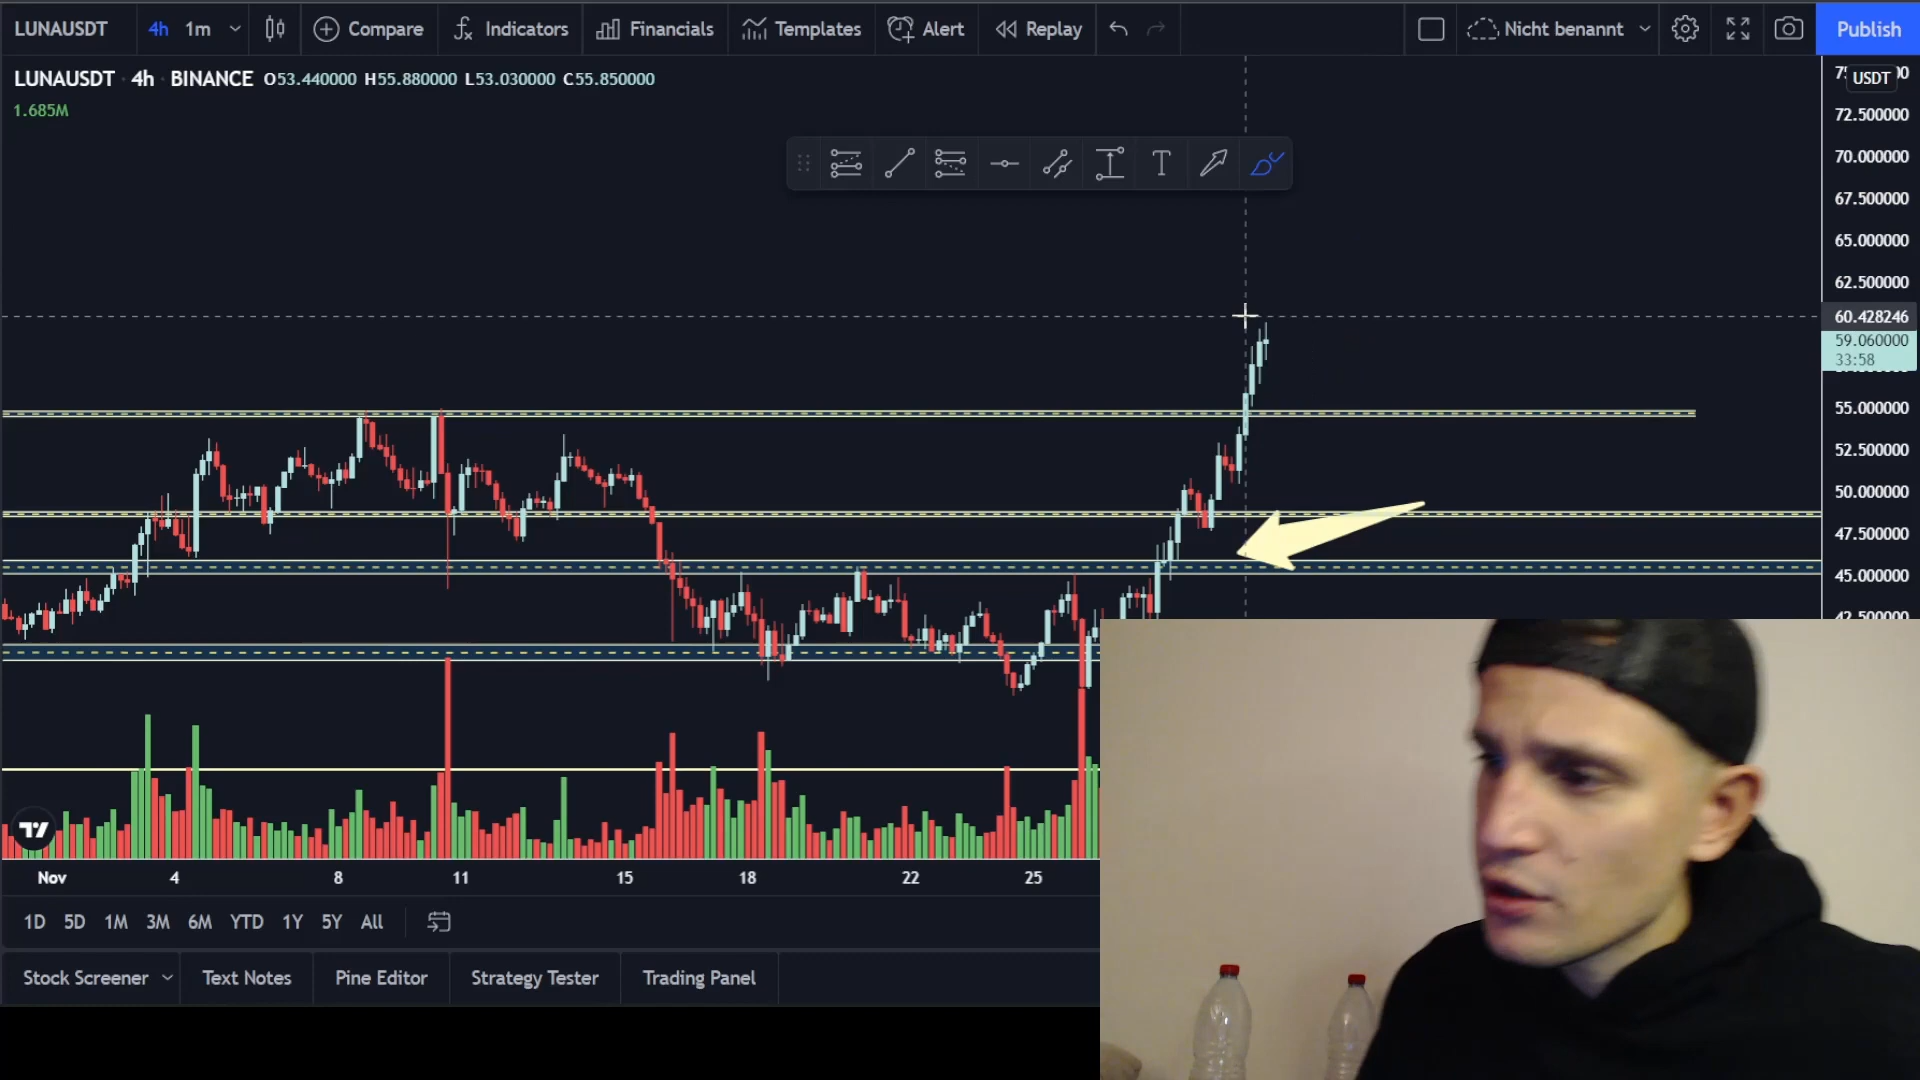 LUNAUSDT 4h 1m Compare Indicators Financials Templates Alert Replay Nicht benannt Publish
LUNAUSDT · 4h · BINANCE O53.440000 H55.880000 L53.030000 C55.850000
1.685M
USDT
72.500000
70.000000
67.500000
65.000000
62.500000
60.428246
59.060000
33:58
55.000000
52.500000
50.000000
47.500000
45.000000
42.500000
Nov 4 8 11 15 18 22 25
1D 5D 1M 3M 6M YTD 1Y 5Y All
Stock Screener Text Notes Pine Editor Strategy Tester Trading Panel